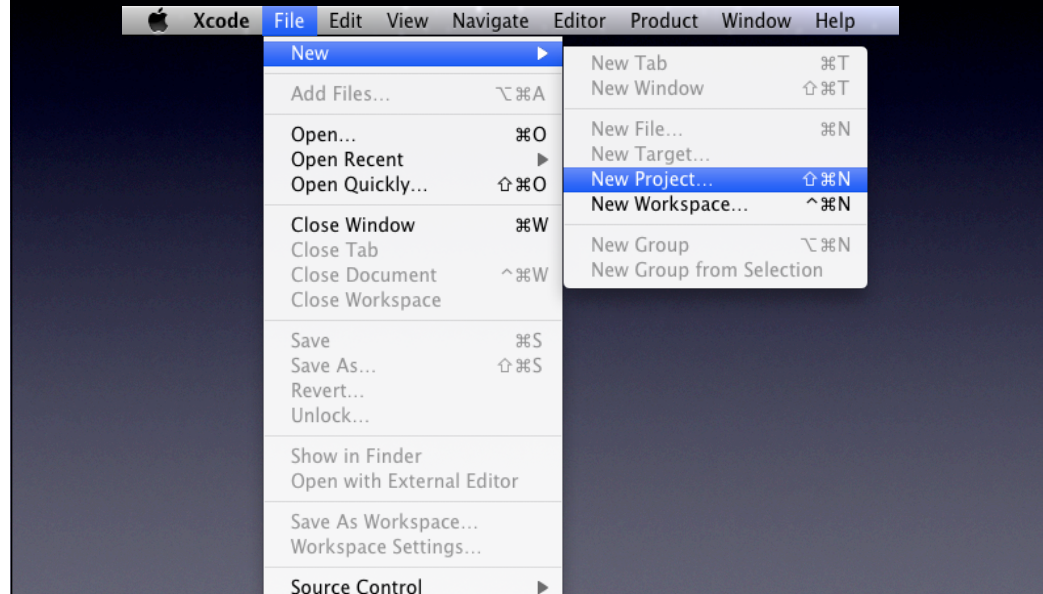 Xcode File Edit View Navigate Editor Product Window Help
New
Add Files... ⌥⌘A
Open... ⌘O
Open Recent
Open Quickly... ⇧⌘O
Close Window ⌘W
Close Tab
Close Document ^⌘W
Close Workspace
Save ⌘S
Save As... ⇧⌘S
Revert...
Unlock...
Show in Finder
Open with External Editor
Save As Workspace...
Workspace Settings...
Source Control
New Tab ⌘T
New Window ⇧⌘T
New File... ⌘N
New Target...
New Project... ⇧⌘N
New Workspace... ^⌘N
New Group ⌥⌘N
New Group from Selection